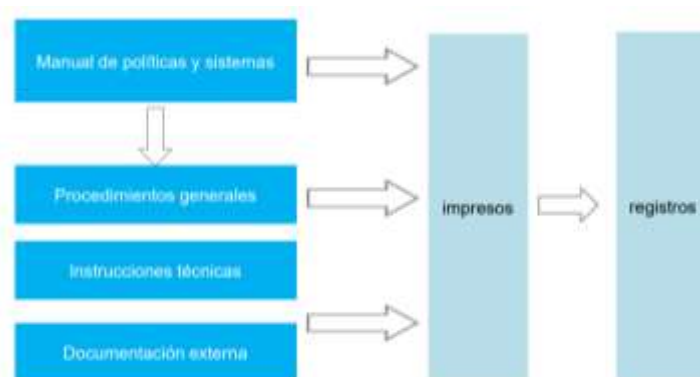 Manual de políticas y sistemas
Procedimientos generales
Instrucciones técnicas
Documentación externa
impresos
registros